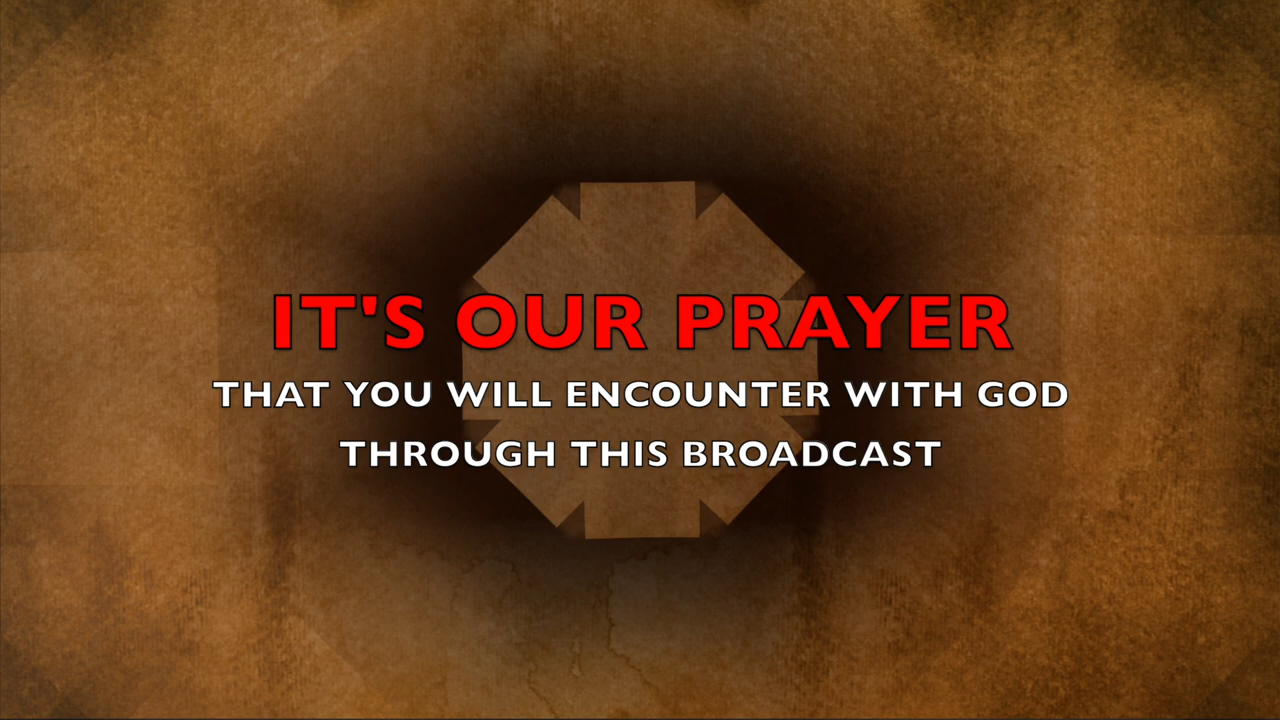 IT'S OUR PRAYER
THAT YOU WILL ENCOUNTER WITH GOD
THROUGH THIS BROADCAST